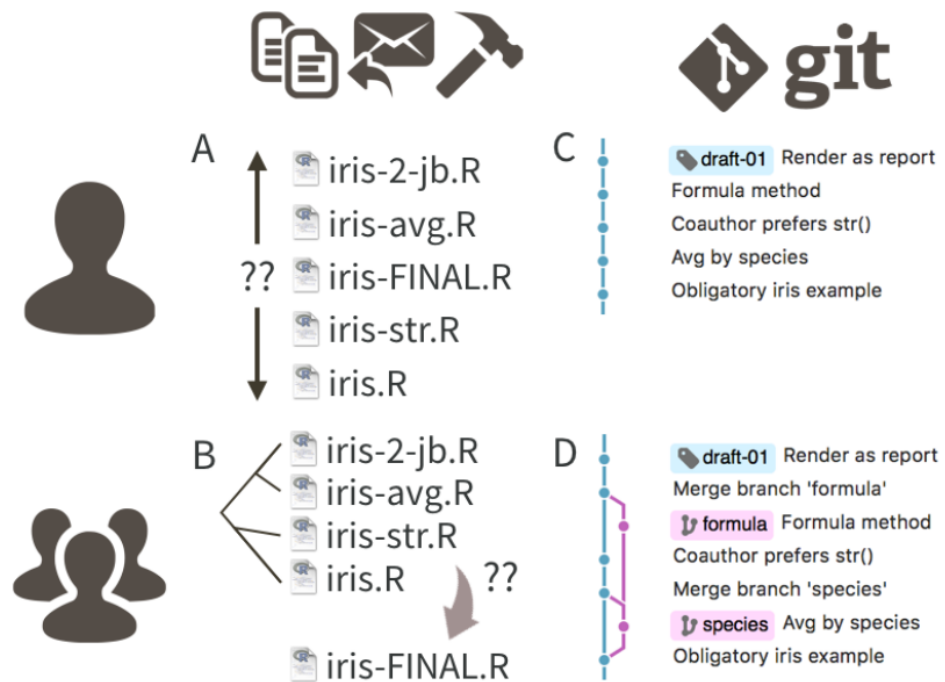 git
A
iris-2-jb.R
iris-avg.R
??
iris-FINAL.R
iris-str.R
iris.R
C
draft-01 Render as report
Formula method
Coauthor prefers str()
Avg by species
Obligatory iris example
B
iris-2-jb.R
iris-avg.R
iris-str.R
iris.R
??
iris-FINAL.R
D
draft-01 Render as report
Merge branch 'formula'
formula Formula method
Coauthor prefers str()
Merge branch 'species'
species Avg by species
Obligatory iris example